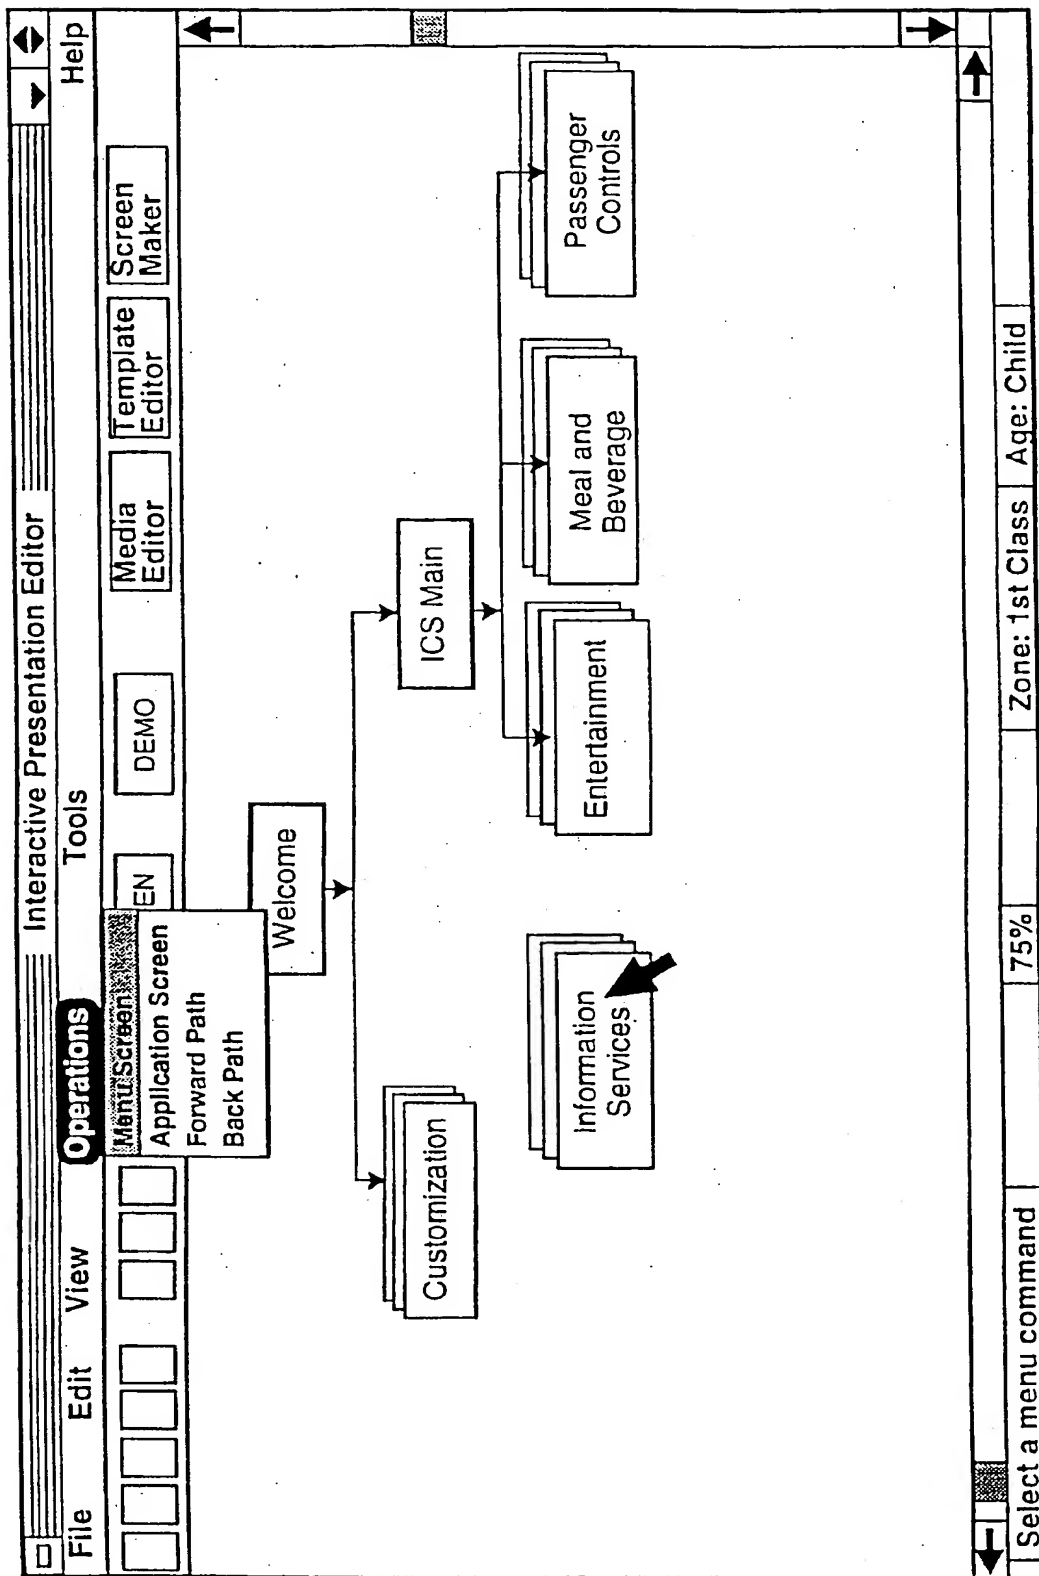 Interactive Presentation Editor
File Edit View Operations Tools Help
Menu Screen
Application Screen
Forward Path
Back Path
EN
DEMO
Media
Editor
Template
Editor
Screen
Maker
Welcome
Customization
ICS Main
Information
Services
Entertainment
Meal and
Beverage
Passenger
Controls
Select a menu command 75% Zone: 1st Class Age: Child